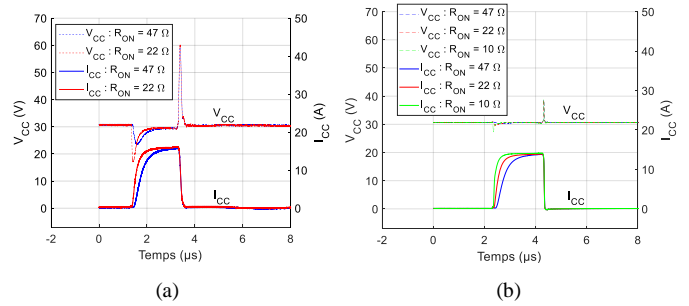 70
60
50
40
30
20
10
0
V_CC (V)
50
40
30
20
10
0
I_CC (A)
V_CC : R_ON = 47 Ω
V_CC : R_ON = 22 Ω
I_CC : R_ON = 47 Ω
I_CC : R_ON = 22 Ω
V_CC
I_CC
-2 0 2 4 6 8
Temps (µs)
(a)
70
60
50
40
30
20
10
0
V_CC (V)
50
40
30
20
10
0
I_CC (A)
V_CC : R_ON = 47 Ω
V_CC : R_ON = 22 Ω
V_CC : R_ON = 10 Ω
I_CC : R_ON = 47 Ω
I_CC : R_ON = 22 Ω
I_CC : R_ON = 10 Ω
V_CC
I_CC
-2 0 2 4 6 8
Temps (µs)
(b)